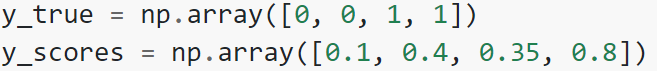 y_true = np.array([0, 0, 1, 1])
y_scores = np.array([0.1, 0.4, 0.35, 0.8])